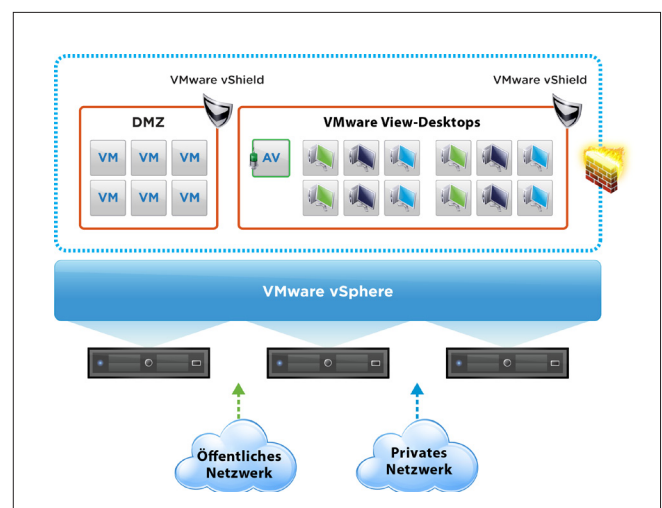 VMware vShield
VMware vShield
DMZ
VMware View-Desktops
VM VM VM
AV
VM VM VM
VMware vSphere
Öffentliches
Netzwerk
Privates
Netzwerk